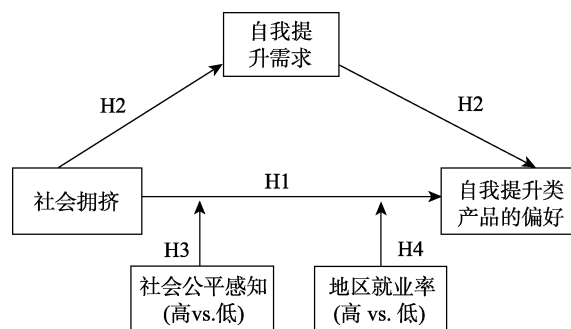 自我提
升需求
H2
H2
社会拥挤
H1
自我提升类
产品的偏好
H3
H4
社会公平感知
(高vs.低)
地区就业率
(高 vs. 低)